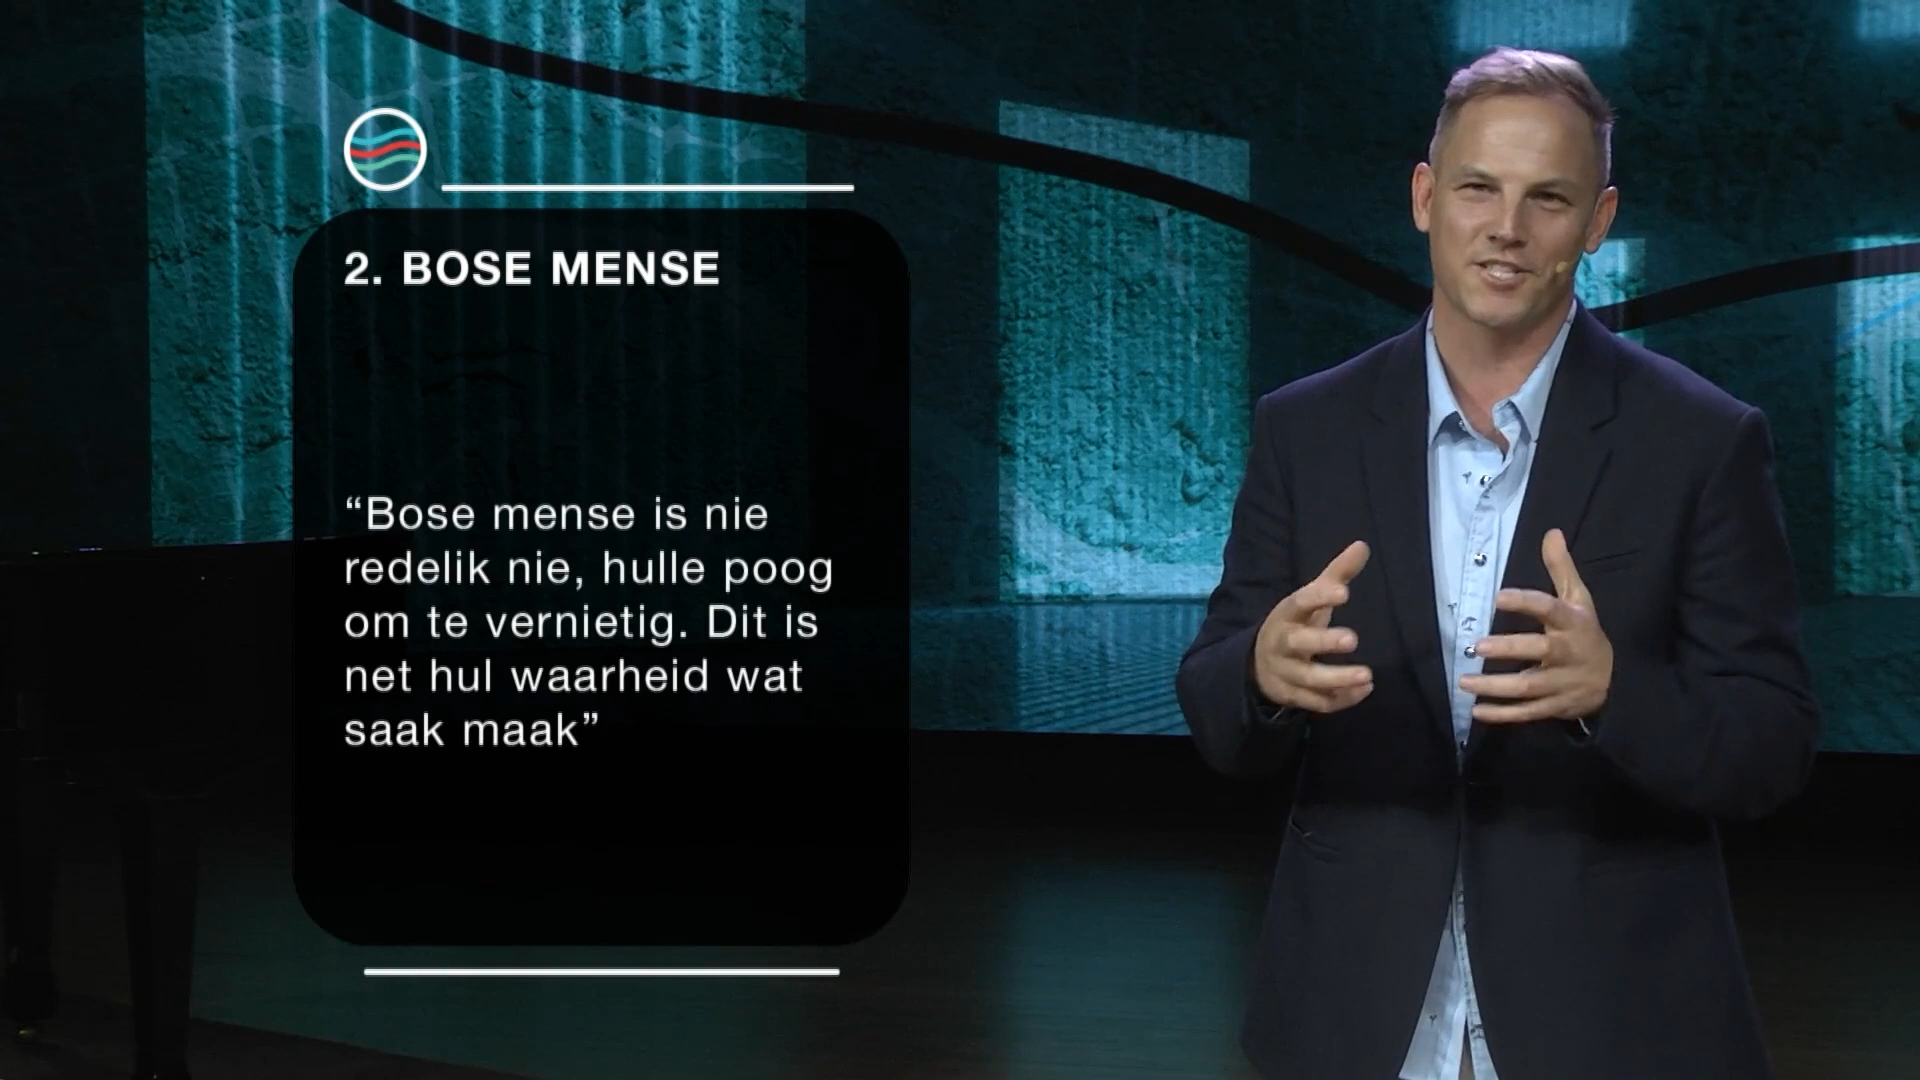 2. BOSE MENSE
“Bose mense is nie
redelik nie, hulle poog
om te vernietig. Dit is
net hul waarheid wat
saak maak”